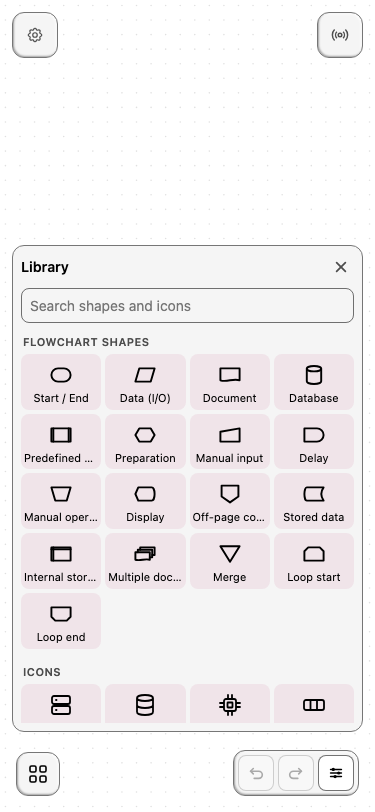 Library
Search shapes and icons
FLOWCHART SHAPES
Start / End
Data (I/O)
Document
Database
Predefined ...
Preparation
Manual input
Delay
Manual oper...
Display
Off-page co...
Stored data
Internal stor...
Multiple doc...
Merge
Loop start
Loop end
ICONS